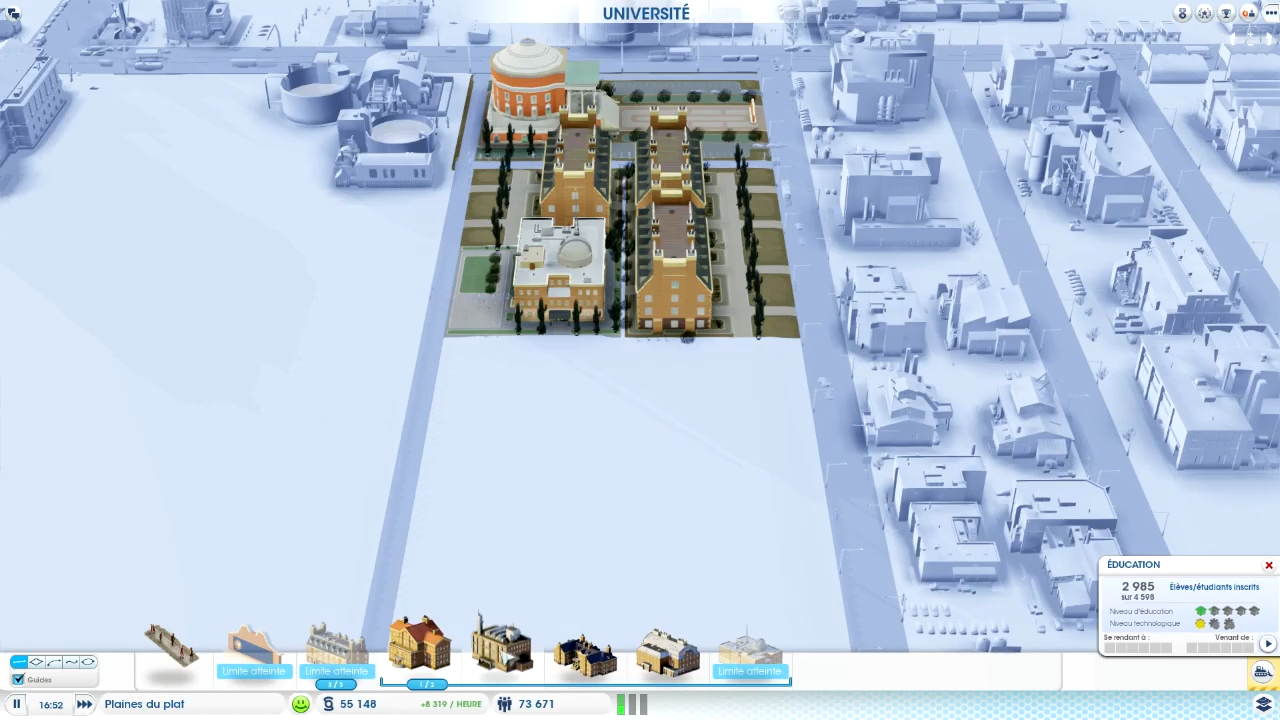 UNIVERSITÉ
ÉDUCATION
2 985
sur 4 598
Élèves/étudiants inscrits
Niveau d'éducation
Niveau technologique
Se rendant à :
Venant de :
Limite atteinte
Limite atteinte
Limite atteinte
3 / 3
1 / 2
Guides
16:52
Plaines du plat
55 148
+8 319 / HEURE
73 671